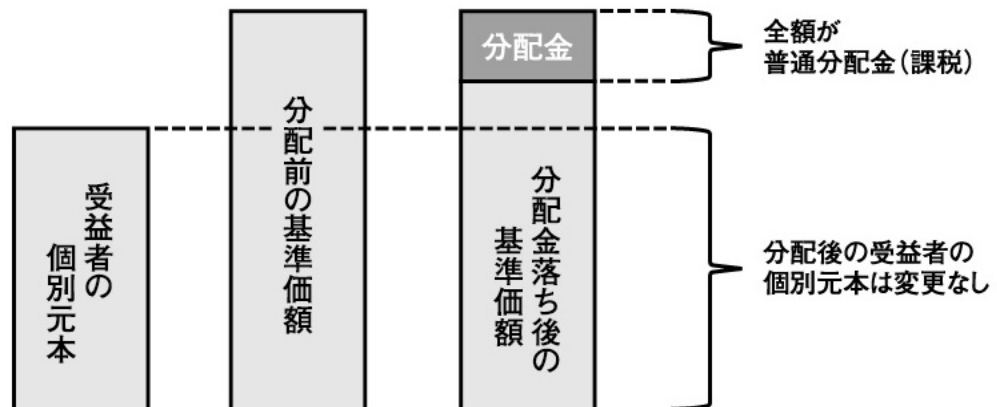 受益者の
個別元本
分配前の基準価額
分配金
分配金落ち後の
基準価額
全額が
普通分配金（課税）
分配後の受益者の
個別元本は変更なし